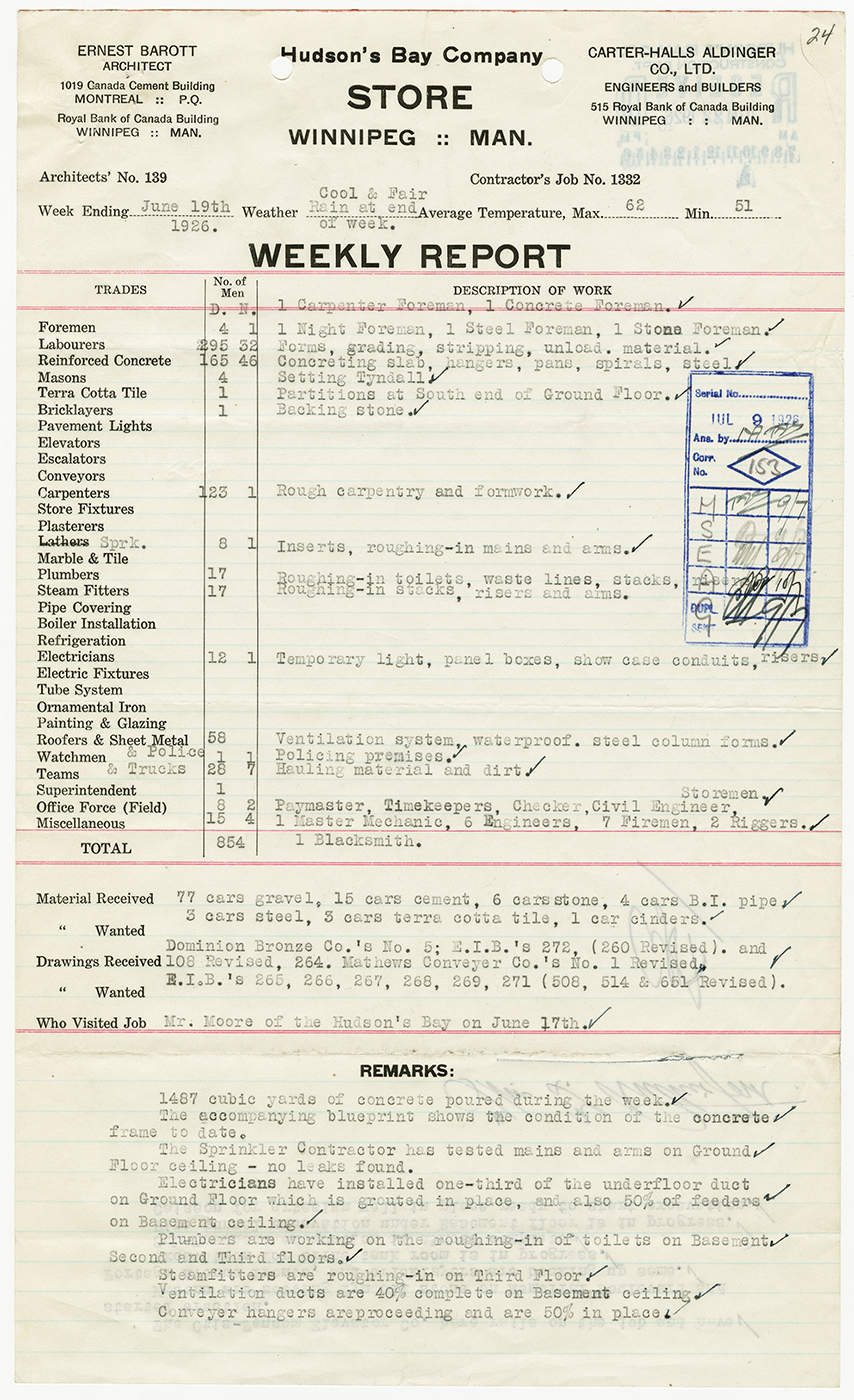 24
ERNEST BAROTT
ARCHITECT
1019 Canada Cement Building
MONTREAL :: P.Q.
Royal Bank of Canada Building
WINNIPEG :: MAN.
Hudson's Bay Company
STORE
WINNIPEG :: MAN.
CARTER-HALLS ALDINGER
CO., LTD.
ENGINEERS and BUILDERS
515 Royal Bank of Canada Building
WINNIPEG : : MAN.
Architects' No. 139
Contractor's Job No. 1332
Cool & Fair
Week Ending June 19th Weather Rain at end Average Temperature, Max. 62 Min. 51
1926. of week.
WEEKLY REPORT
TRADES No. of Men DESCRIPTION OF WORK
D. N. 1 Carpenter Foreman, 1 Concrete Foreman.
Foremen 4 1 1 Night Foreman, 1 Steel Foreman, 1 Stone Foreman.
Labourers 295 32 Forms, grading, stripping, unload. material.
Reinforced Concrete 165 46 Concreting slab, hangers, pans, spirals, steel
Masons 4 Setting Tyndall
Terra Cotta Tile 1 Partitions at South end of Ground Floor.
Bricklayers 1 Backing stone.
Pavement Lights
Elevators
Escalators
Conveyors
Carpenters 123 1 Rough carpentry and formwork.
Store Fixtures
Plasterers
Lathers Sprk. 8 1 Inserts, roughing-in mains and arms.
Marble & Tile
Plumbers 17 Roughing-in toilets, waste lines, stacks, risers
Steam Fitters 17 Roughing-in stacks, risers and arms.
Pipe Covering
Boiler Installation
Refrigeration
Electricians 12 1 Temporary light, panel boxes, show case conduits, risers
Electric Fixtures
Tube System
Ornamental Iron
Painting & Glazing
Roofers & Sheet Metal 58 Ventilation system, waterproof. steel column forms.
Watchmen & Police 1 1 Policing premises.
Teams & Trucks 28 7 Hauling material and dirt
Superintendent 1 Storemen.
Office Force (Field) 8 2 Paymaster, Timekeepers, Checker, Civil Engineer,
Miscellaneous 15 4 1 Master Mechanic, 6 Engineers, 7 Firemen, 2 Riggers.
TOTAL 854 1 Blacksmith.
Serial No.
JUL 9 1926
Ans. by
Corr. No. 153
M
S
E
DUPL
SENT
Material Received 77 cars gravel, 15 cars cement, 6 cars stone, 4 cars B.I. pipe
3 cars steel, 3 cars terra cotta tile, 1 car cinders.
" Wanted
Dominion Bronze Co.'s No. 5; E.I.B.'s 272, (260 Revised). and
Drawings Received 108 Revised, 264. Mathews Conveyer Co.'s No. 1 Revised,
E.I.B.'s 265, 266, 267, 268, 269, 271 (508, 514 & 651 Revised).
" Wanted
Who Visited Job Mr. Moore of the Hudson's Bay on June 17th.
REMARKS:
1487 cubic yards of concrete poured during the week.
The accompanying blueprint shows the condition of the concrete
frame to date.
The Sprinkler Contractor has tested mains and arms on Ground
Floor ceiling - no leaks found.
Electricians have installed one-third of the underfloor duct
on Ground Floor which is grouted in place, and also 50% of feeders
on Basement ceiling.
Plumbers are working on the roughing-in of toilets on Basement
Second and Third floors.
Steamfitters are roughing-in on Third Floor.
Ventilation ducts are 40% complete on Basement ceiling
Conveyer hangers areproceeding and are 50% in place